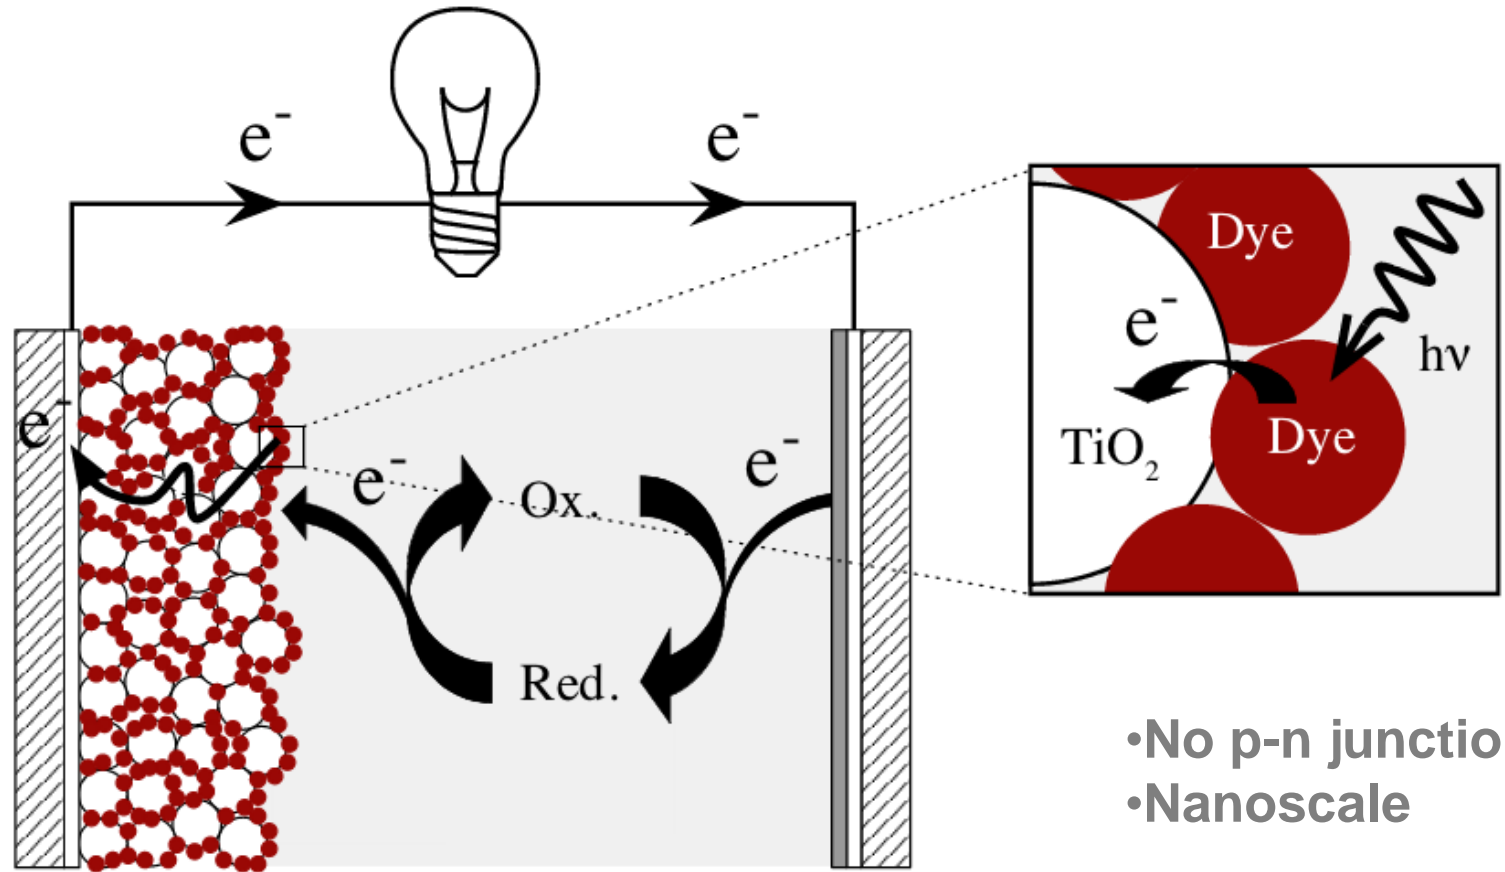 e⁻
e⁻
Dye
e⁻
hν
TiO₂
Dye
e⁻
e⁻
e⁻
Ox.
Red.
•No p-n junctio
•Nanoscale